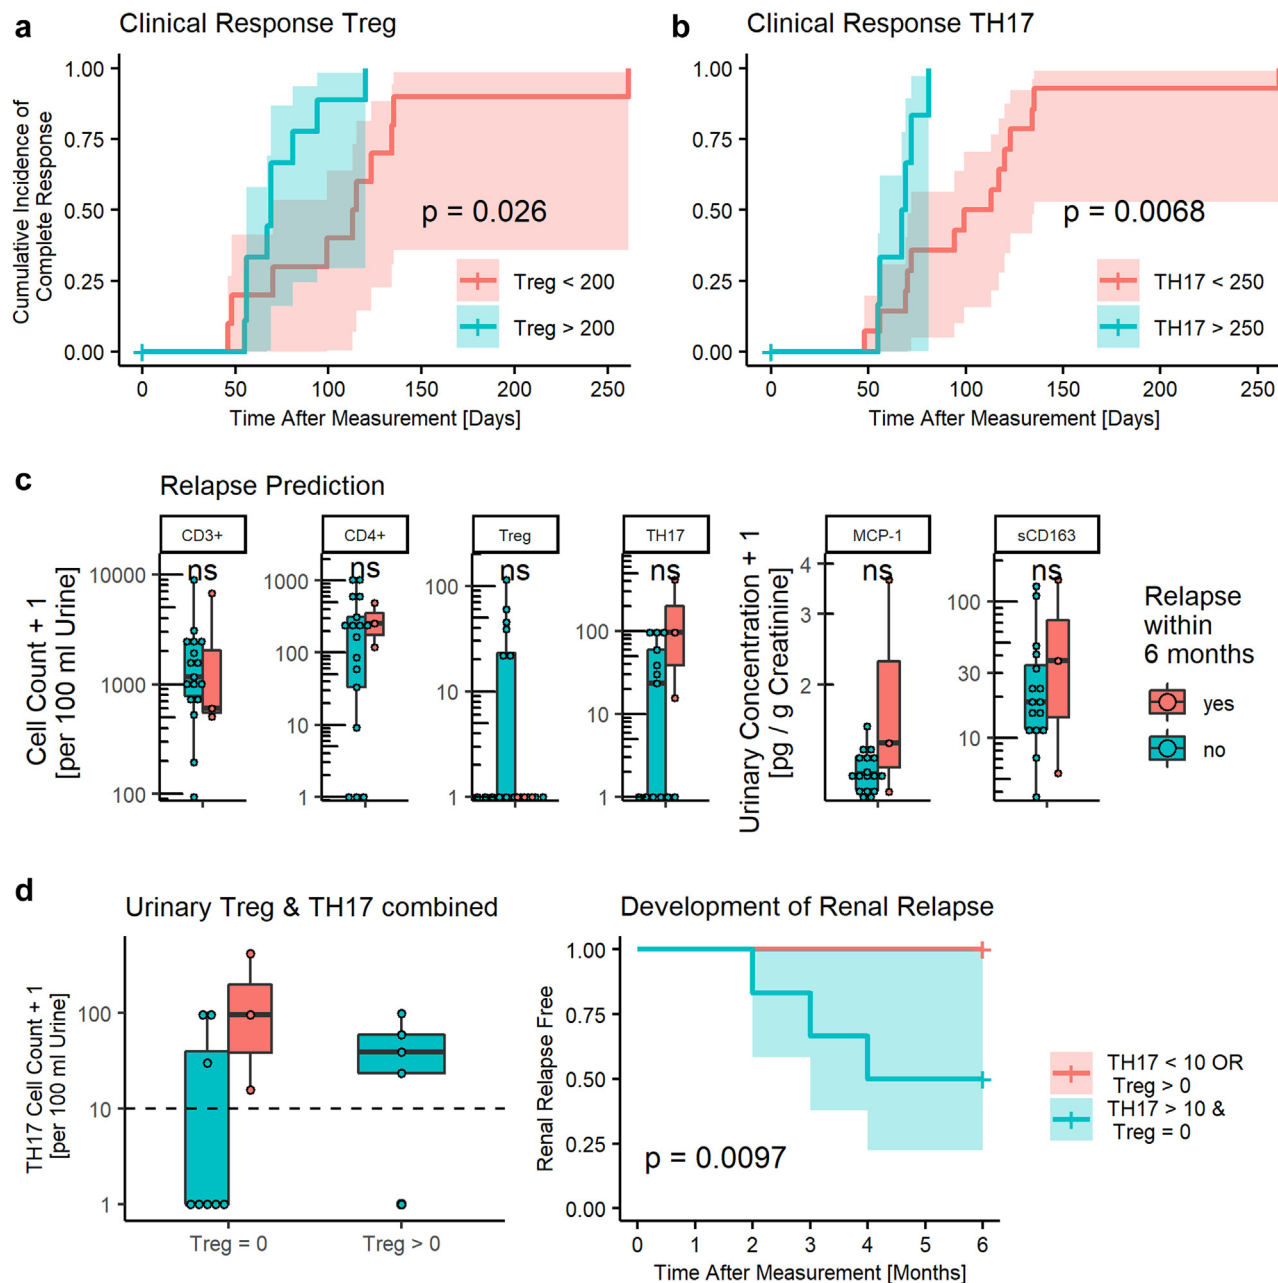 a
Clinical Response Treg
Cumulative Incidence of
Complete Response
1.00
0.75
0.50
0.25
0.00
p = 0.026
Treg < 200
Treg > 200
0
50
100
150
200
250
Time After Measurement [Days]
b
Clinical Response TH17
1.00
0.75
0.50
0.25
0.00
p = 0.0068
TH17 < 250
TH17 > 250
0
50
100
150
200
250
Time After Measurement [Days]
c
Relapse Prediction
Cell Count + 1
[per 100 ml Urine]
CD3+
ns
10000
1000
100
CD4+
ns
1000
100
10
1
Treg
ns
100
10
1
TH17
ns
100
10
1
Urinary Concentration + 1
[pg / g Creatinine]
MCP-1
ns
4
3
2
sCD163
ns
100
30
10
Relapse
within
6 months
yes
no
d
Urinary Treg & TH17 combined
TH17 Cell Count + 1
[per 100 ml Urine]
100
10
1
Treg = 0
Treg > 0
Development of Renal Relapse
Renal Relapse Free
1.00
0.75
0.50
0.25
0.00
p = 0.0097
0
1
2
3
4
5
6
Time After Measurement [Months]
TH17 < 10 OR
Treg > 0
TH17 > 10 &
Treg = 0